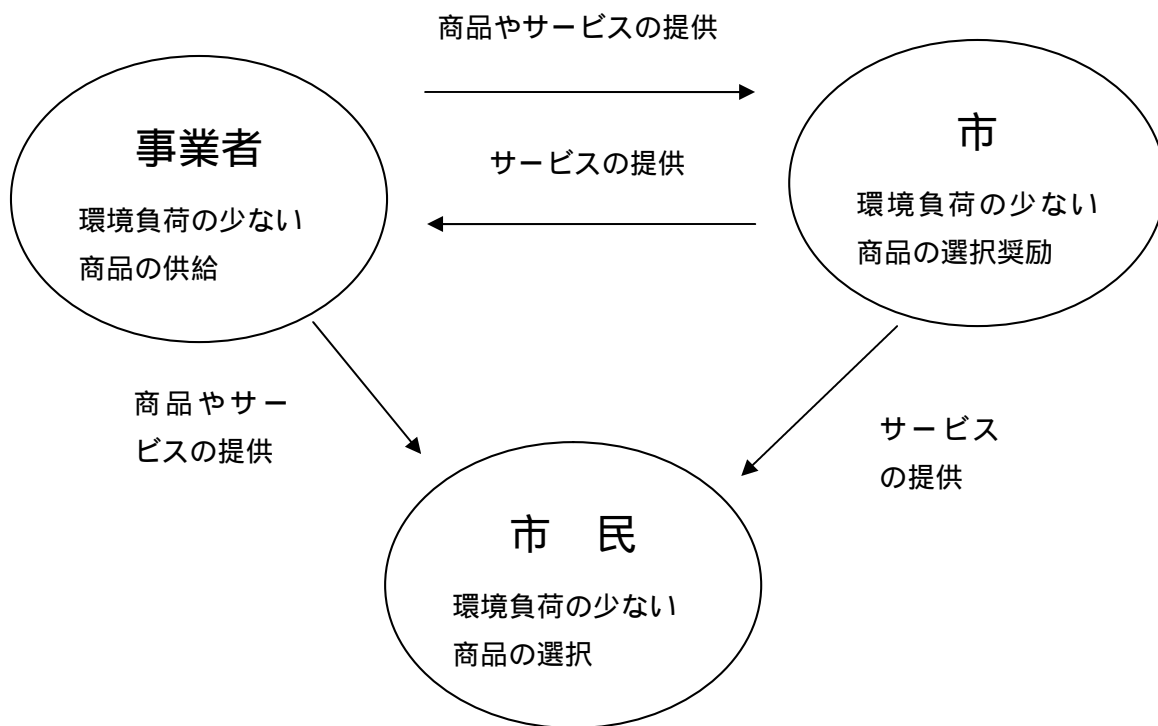 商品やサービスの提供
事業者
環境負荷の少ない
商品の供給
サービスの提供
市
環境負荷の少ない
商品の選択奨励
商品やサー
ビスの提供
サービス
の提供
市　民
環境負荷の少ない
商品の選択